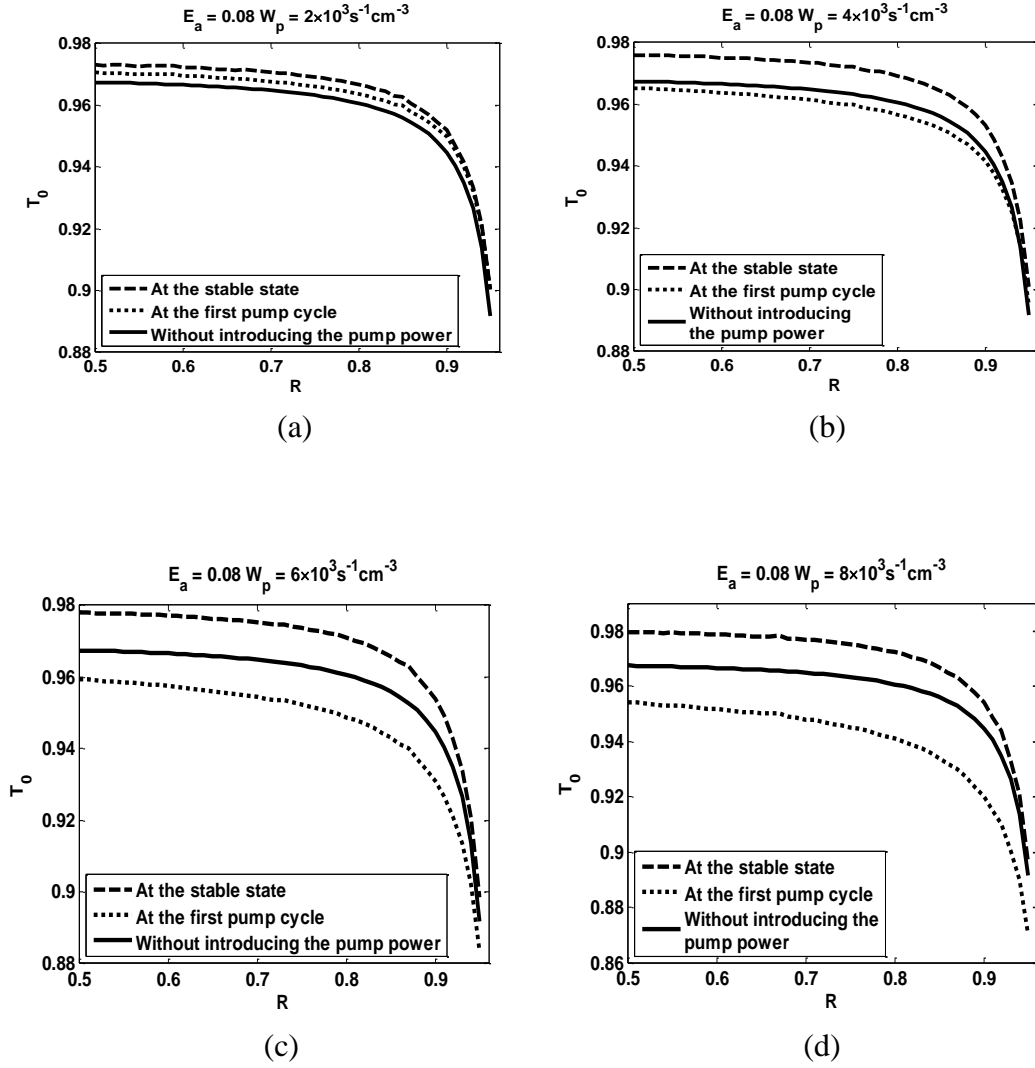 E_a = 0.08 W_p = 2×10^3s^-1cm^-3
0.98
0.96
0.94
0.92
0.9
0.88
T_0
At the stable state
At the first pump cycle
Without introducing the pump power
0.5 0.6 0.7 0.8 0.9
R
(a)
E_a = 0.08 W_p = 4×10^3s^-1cm^-3
0.98
0.96
0.94
0.92
0.9
0.88
T_0
At the stable state
At the first pump cycle
Without introducing
the pump power
0.5 0.6 0.7 0.8 0.9
R
(b)
E_a = 0.08 W_p = 6×10^3s^-1cm^-3
0.98
0.96
0.94
0.92
0.9
0.88
T_0
At the stable state
At the first pump cycle
Without introducing the pump power
0.5 0.6 0.7 0.8 0.9
R
(c)
E_a = 0.08 W_p = 8×10^3s^-1cm^-3
0.98
0.96
0.94
0.92
0.9
0.88
0.86
T_0
At the stable state
At the first pump cycle
Without introducing the
pump power
0.5 0.6 0.7 0.8 0.9
R
(d)